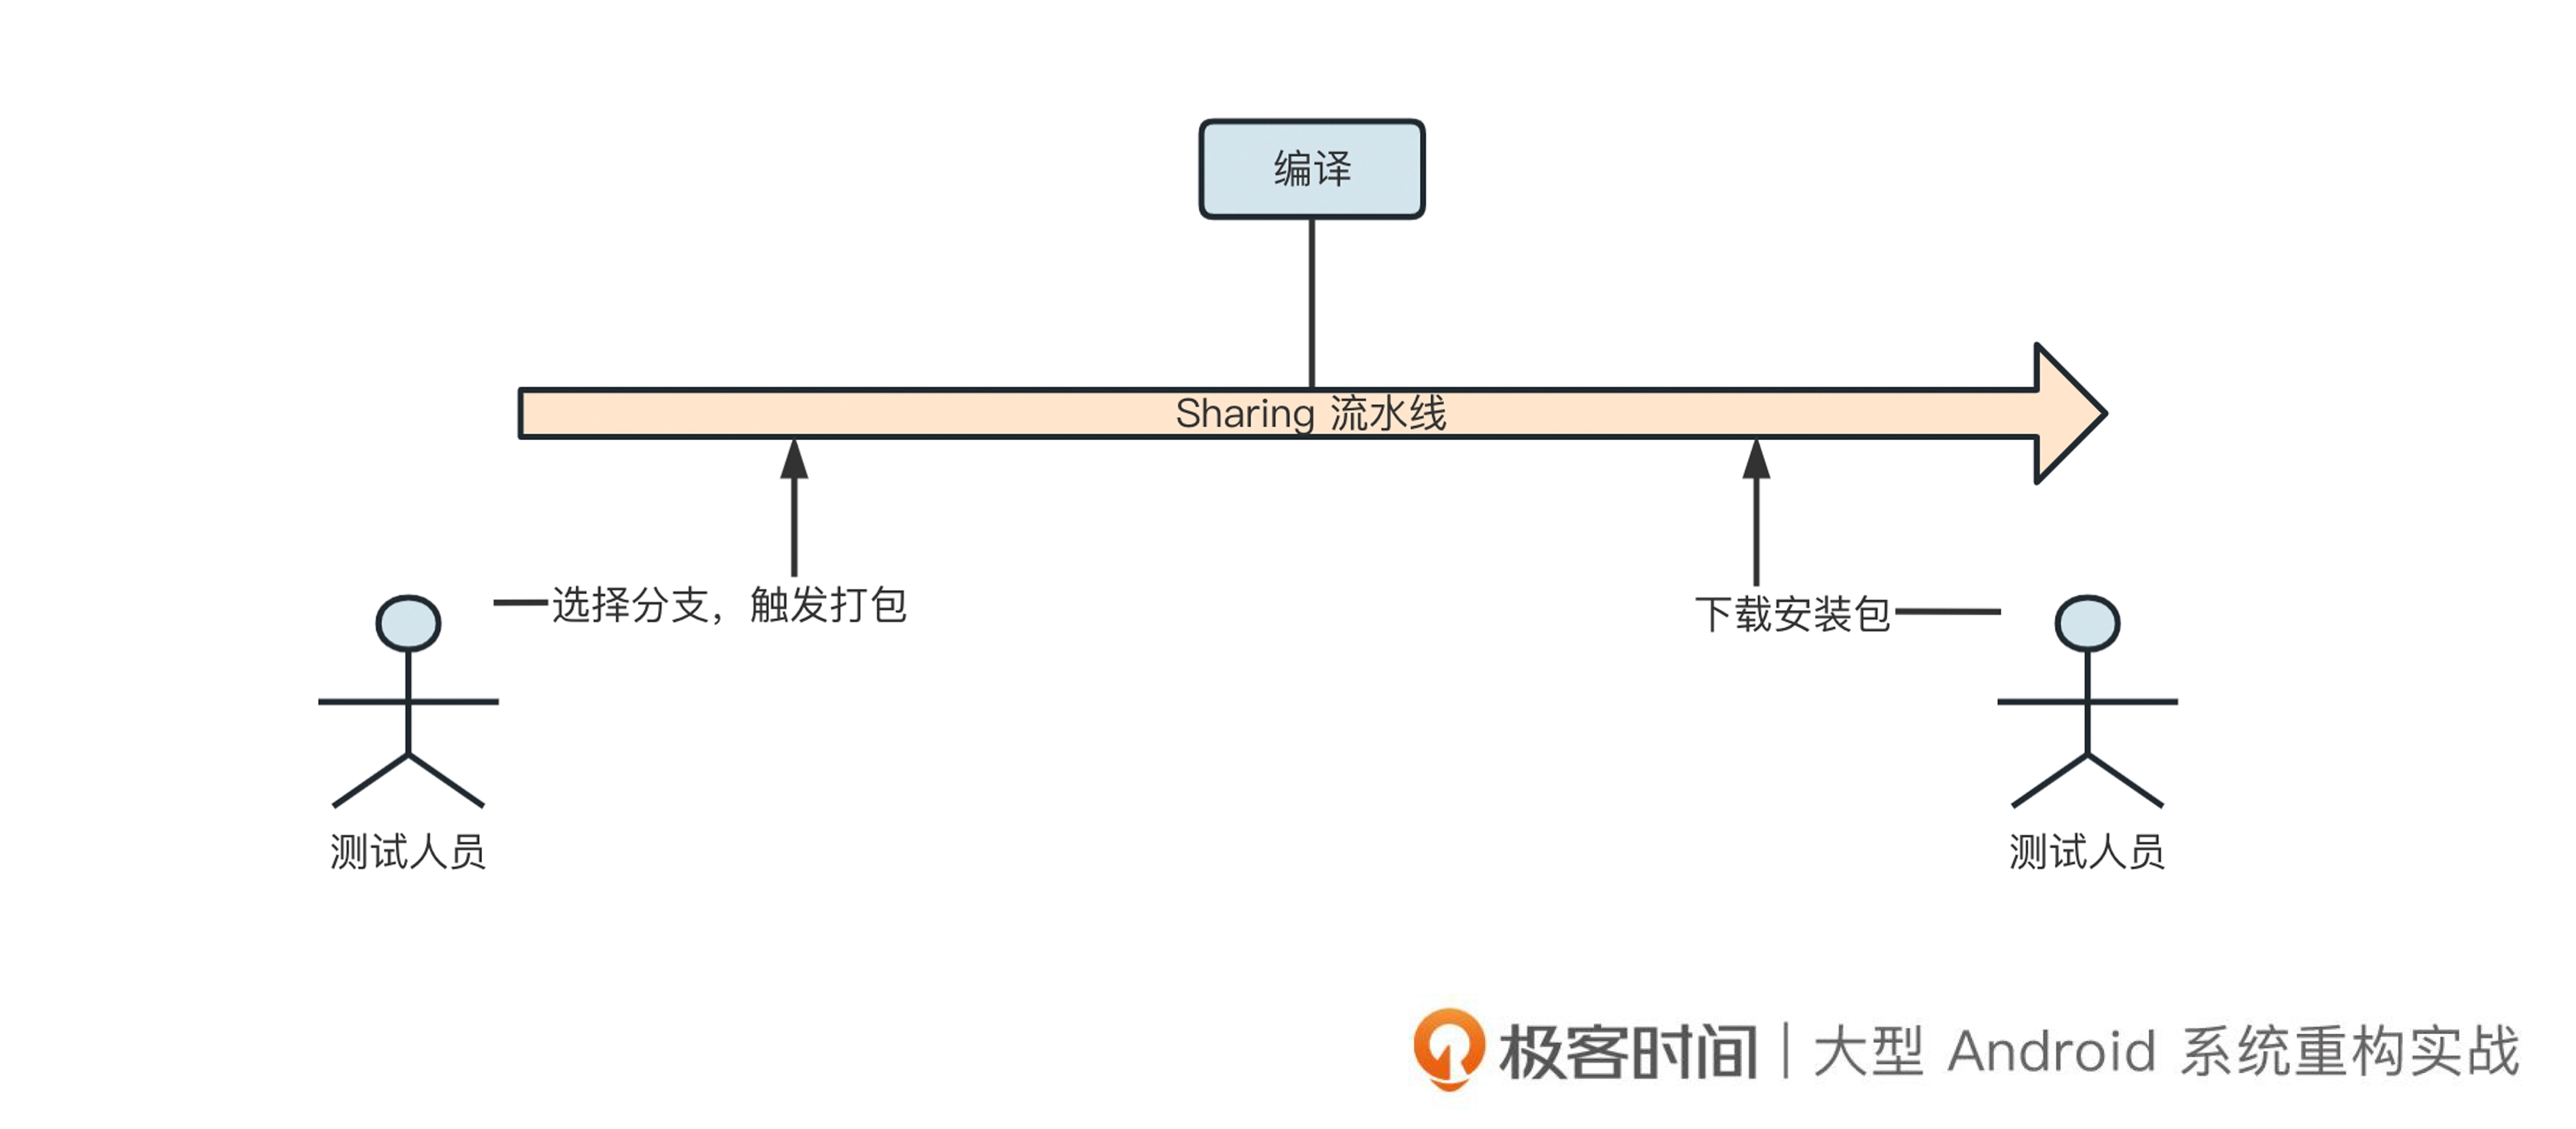 编译
Sharing 流水线
选择分支，触发打包
下载安装包
测试人员
测试人员
极客时间 | 大型 Android 系统重构实战